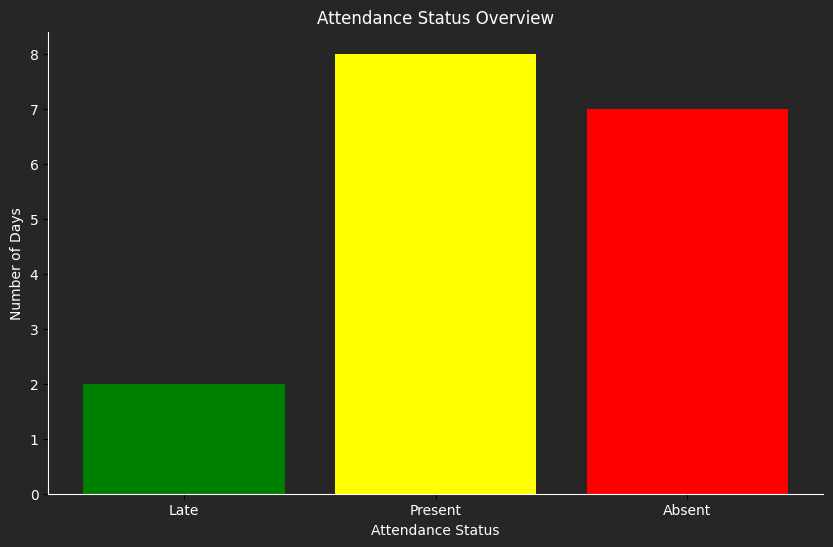 Attendance Status Overview
8
7
6
5
4
3
2
1
0
Number of Days
Late Present Absent
Attendance Status